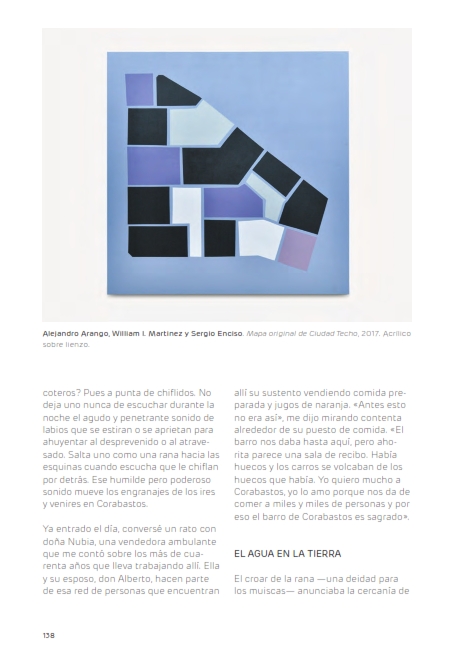 Alejandro Arango, William I. Martínez y Sergio Enciso. Mapa original de Ciudad Techo, 2017. Acrílico
sobre lienzo.
coteros? Pues a punta de chiflidos. No
deja uno nunca de escuchar durante la
noche el agudo y penetrante sonido de
labios que se estiran o se aprietan para
ahuyentar al desprevenido o al atrave-
sado. Salta uno como una rana hacia las
esquinas cuando escucha que le chiflan
por detrás. Ese humilde pero poderoso
sonido mueve los engranajes de los ires
y venires en Corabastos.
Ya entrado el día, conversé un rato con
doña Nubia, una vendedora ambulante
que me contó sobre los más de cua-
renta años que lleva trabajando allí. Ella
y su esposo, don Alberto, hacen parte
de esa red de personas que encuentran
allí su sustento vendiendo comida pre-
parada y jugos de naranja. «Antes esto
no era así», me dijo mirando contenta
alrededor de su puesto de comida. «El
barro nos daba hasta aquí, pero aho-
rita parece una sala de recibo. Había
huecos y los carros se volcaban de los
huecos que había. Yo quiero mucho a
Corabastos, yo lo amo porque nos da de
comer a miles y miles de personas y por
eso el barro de Corabastos es sagrado».
EL AGUA EN LA TIERRA
El croar de la rana —una deidad para
los muiscas— anunciaba la cercanía de
138